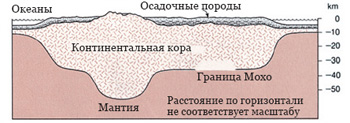 Океаны
Осадочные породы
km
0
−10
−20
−30
−40
−50
Континентальная кора
Граница Мохо
Мантия
Расстояние по горизонтали
не соответствует масштабу